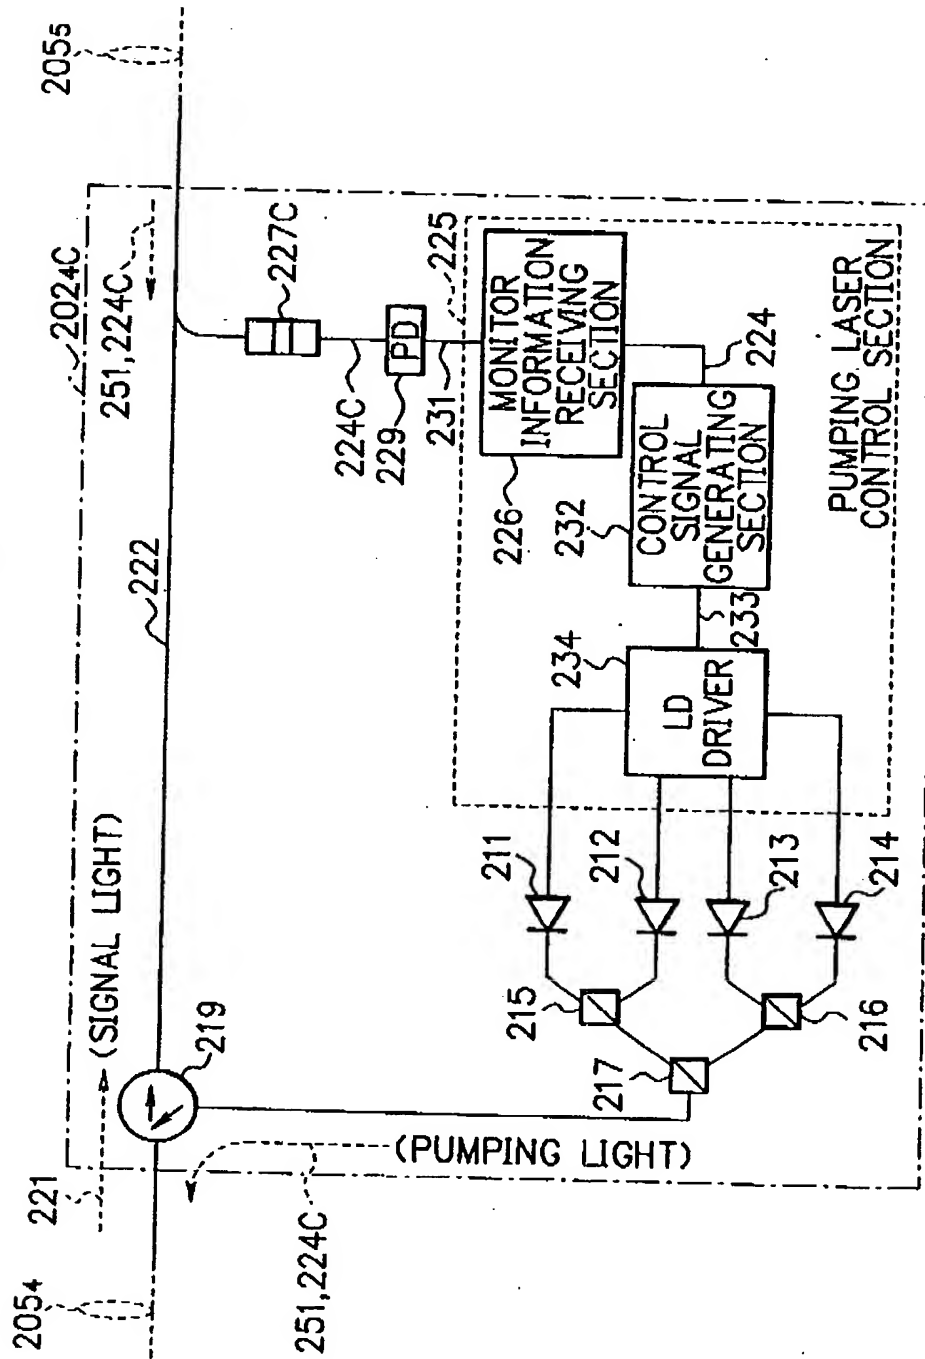 205₄
205₅
221
(SIGNAL LIGHT)
219
222
202₄C
251,224C
227C
224C
229
PD
231
225
MONITOR
INFORMATION
RECEIVING
SECTION
226
224
CONTROL
SIGNAL
GENERATING
SECTION
232
233
LD
DRIVER
234
PUMPING LASER
CONTROL SECTION
211
212
213
214
215
216
217
(PUMPING LIGHT)
251,224C